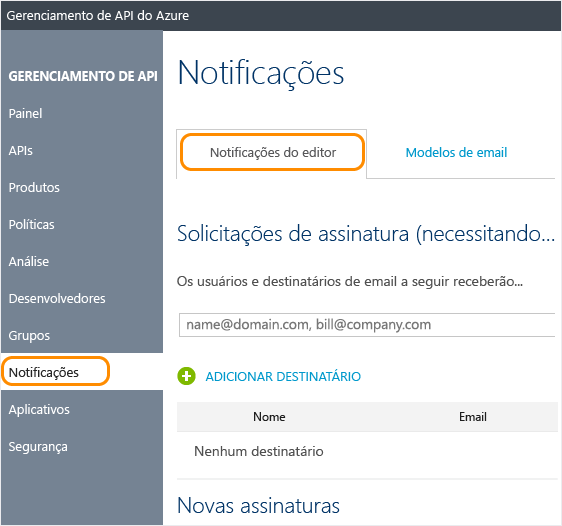 Gerenciamento de API do Azure
GERENCIAMENTO DE API
Painel
APIs
Produtos
Políticas
Análise
Desenvolvedores
Grupos
Notificações
Aplicativos
Segurança
Notificações
Notificações do editor
Modelos de email
Solicitações de assinatura (necessitando...
Os usuários e destinatários de email a seguir receberão...
name@domain.com, bill@company.com
ADICIONAR DESTINATÁRIO
Nome Email
Nenhum destinatário
Novas assinaturas